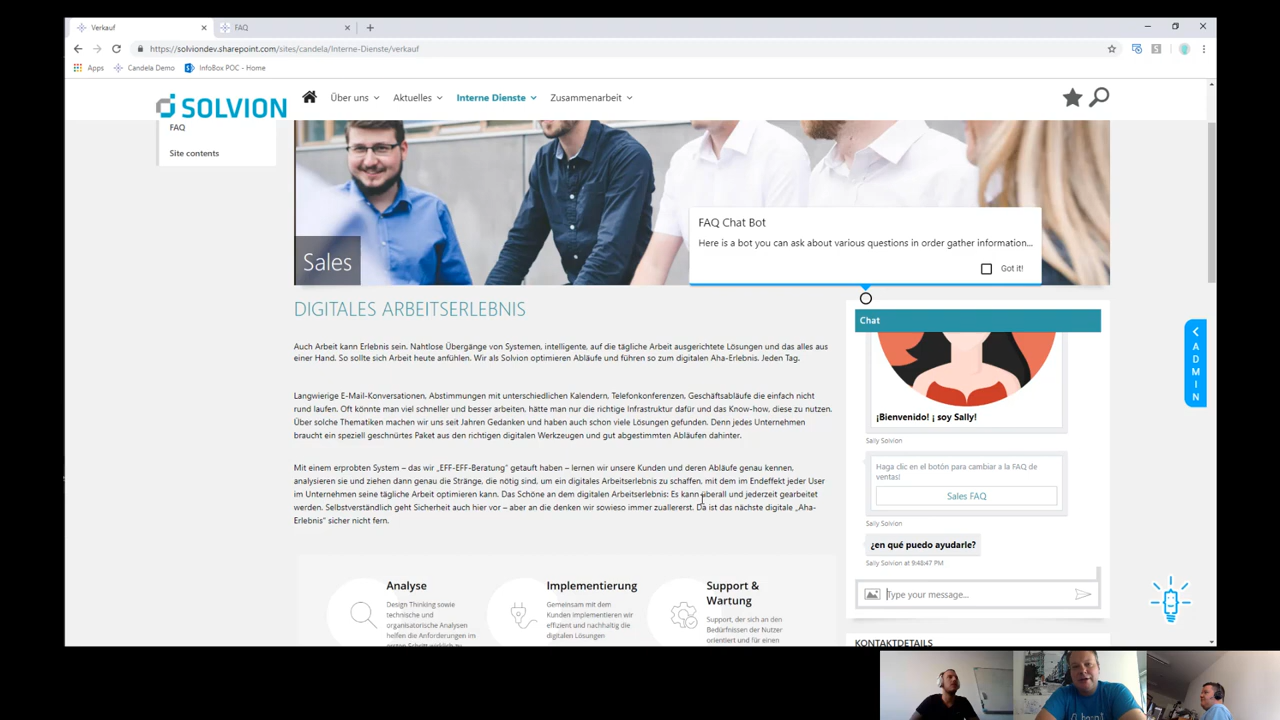 Verkauf
FAQ
https://solviondev.sharepoint.com/sites/candela/Interne-Dienste/verkauf
Apps
Candela Demo
InfoBox POC - Home
SOLVION
Über uns
Aktuelles
Interne Dienste
Zusammenarbeit
FAQ
Site contents
FAQ Chat Bot
Here is a bot you can ask about various questions in order gather information...
Got it!
Sales
DIGITALES ARBEITSERLEBNIS
Auch Arbeit kann Erlebnis sein. Nahtlose Übergänge von Systemen, intelligente, auf die tägliche Arbeit ausgerichtete Lösungen und das alles aus
einer Hand. So sollte sich Arbeit heute anfühlen. Wir als Solvion optimieren Abläufe und führen so zum digitalen Aha-Erlebnis. Jeden Tag.
Langwierige E-Mail-Konversationen, Abstimmungen mit unterschiedlichen Kalendern, Telefonkonferenzen, Geschäftsabläufe die einfach nicht
rund laufen. Oft könnte man viel schneller und besser arbeiten, hätte man nur die richtige Infrastruktur dafür und das Know-how, diese zu nutzen.
Über solche Thematiken machen wir uns seit Jahren Gedanken und haben auch schon viele Lösungen gefunden. Denn jedes Unternehmen
braucht ein speziell geschnürtes Paket aus den richtigen digitalen Werkzeugen und gut abgestimmten Abläufen dahinter.
Mit einem erprobten System – das wir „EFF-EFF-Beratung" getauft haben – lernen wir unsere Kunden und deren Abläufe genau kennen,
analysieren sie und ziehen dann genau die Stränge, die nötig sind, um ein digitales Arbeitserlebnis zu schaffen, mit dem im Endeffekt jeder User
im Unternehmen seine tägliche Arbeit optimieren kann. Das Schöne an dem digitalen Arbeitserlebnis: Es kann überall und jederzeit gearbeitet
werden. Selbstverständlich geht Sicherheit auch hier vor – aber an die denken wir sowieso immer zuallererst. Da ist das nächste digitale „Aha-
Erlebnis" sicher nicht fern.
Analyse
Design Thinking sowie
technische und
organisatorische Analysen
helfen die Anforderungen im
Implementierung
Gemeinsam mit dem
Kunden implementieren wir
effizient und nachhaltig die
digitalen Lösungen
Support &
Wartung
Support, der sich an den
Bedürfnissen der Nutzer
orientiert und für einen
Chat
¡Bienvenido! ¡ soy Sally!
Sally Solvion
Haga clic en el botón para cambiar a la FAQ de
ventas!
Sales FAQ
Sally Solvion
¿en qué puedo ayudarle?
Sally Solvion at 9:48:47 PM
Type your message...
KONTAKTDETAILS
ADMIN